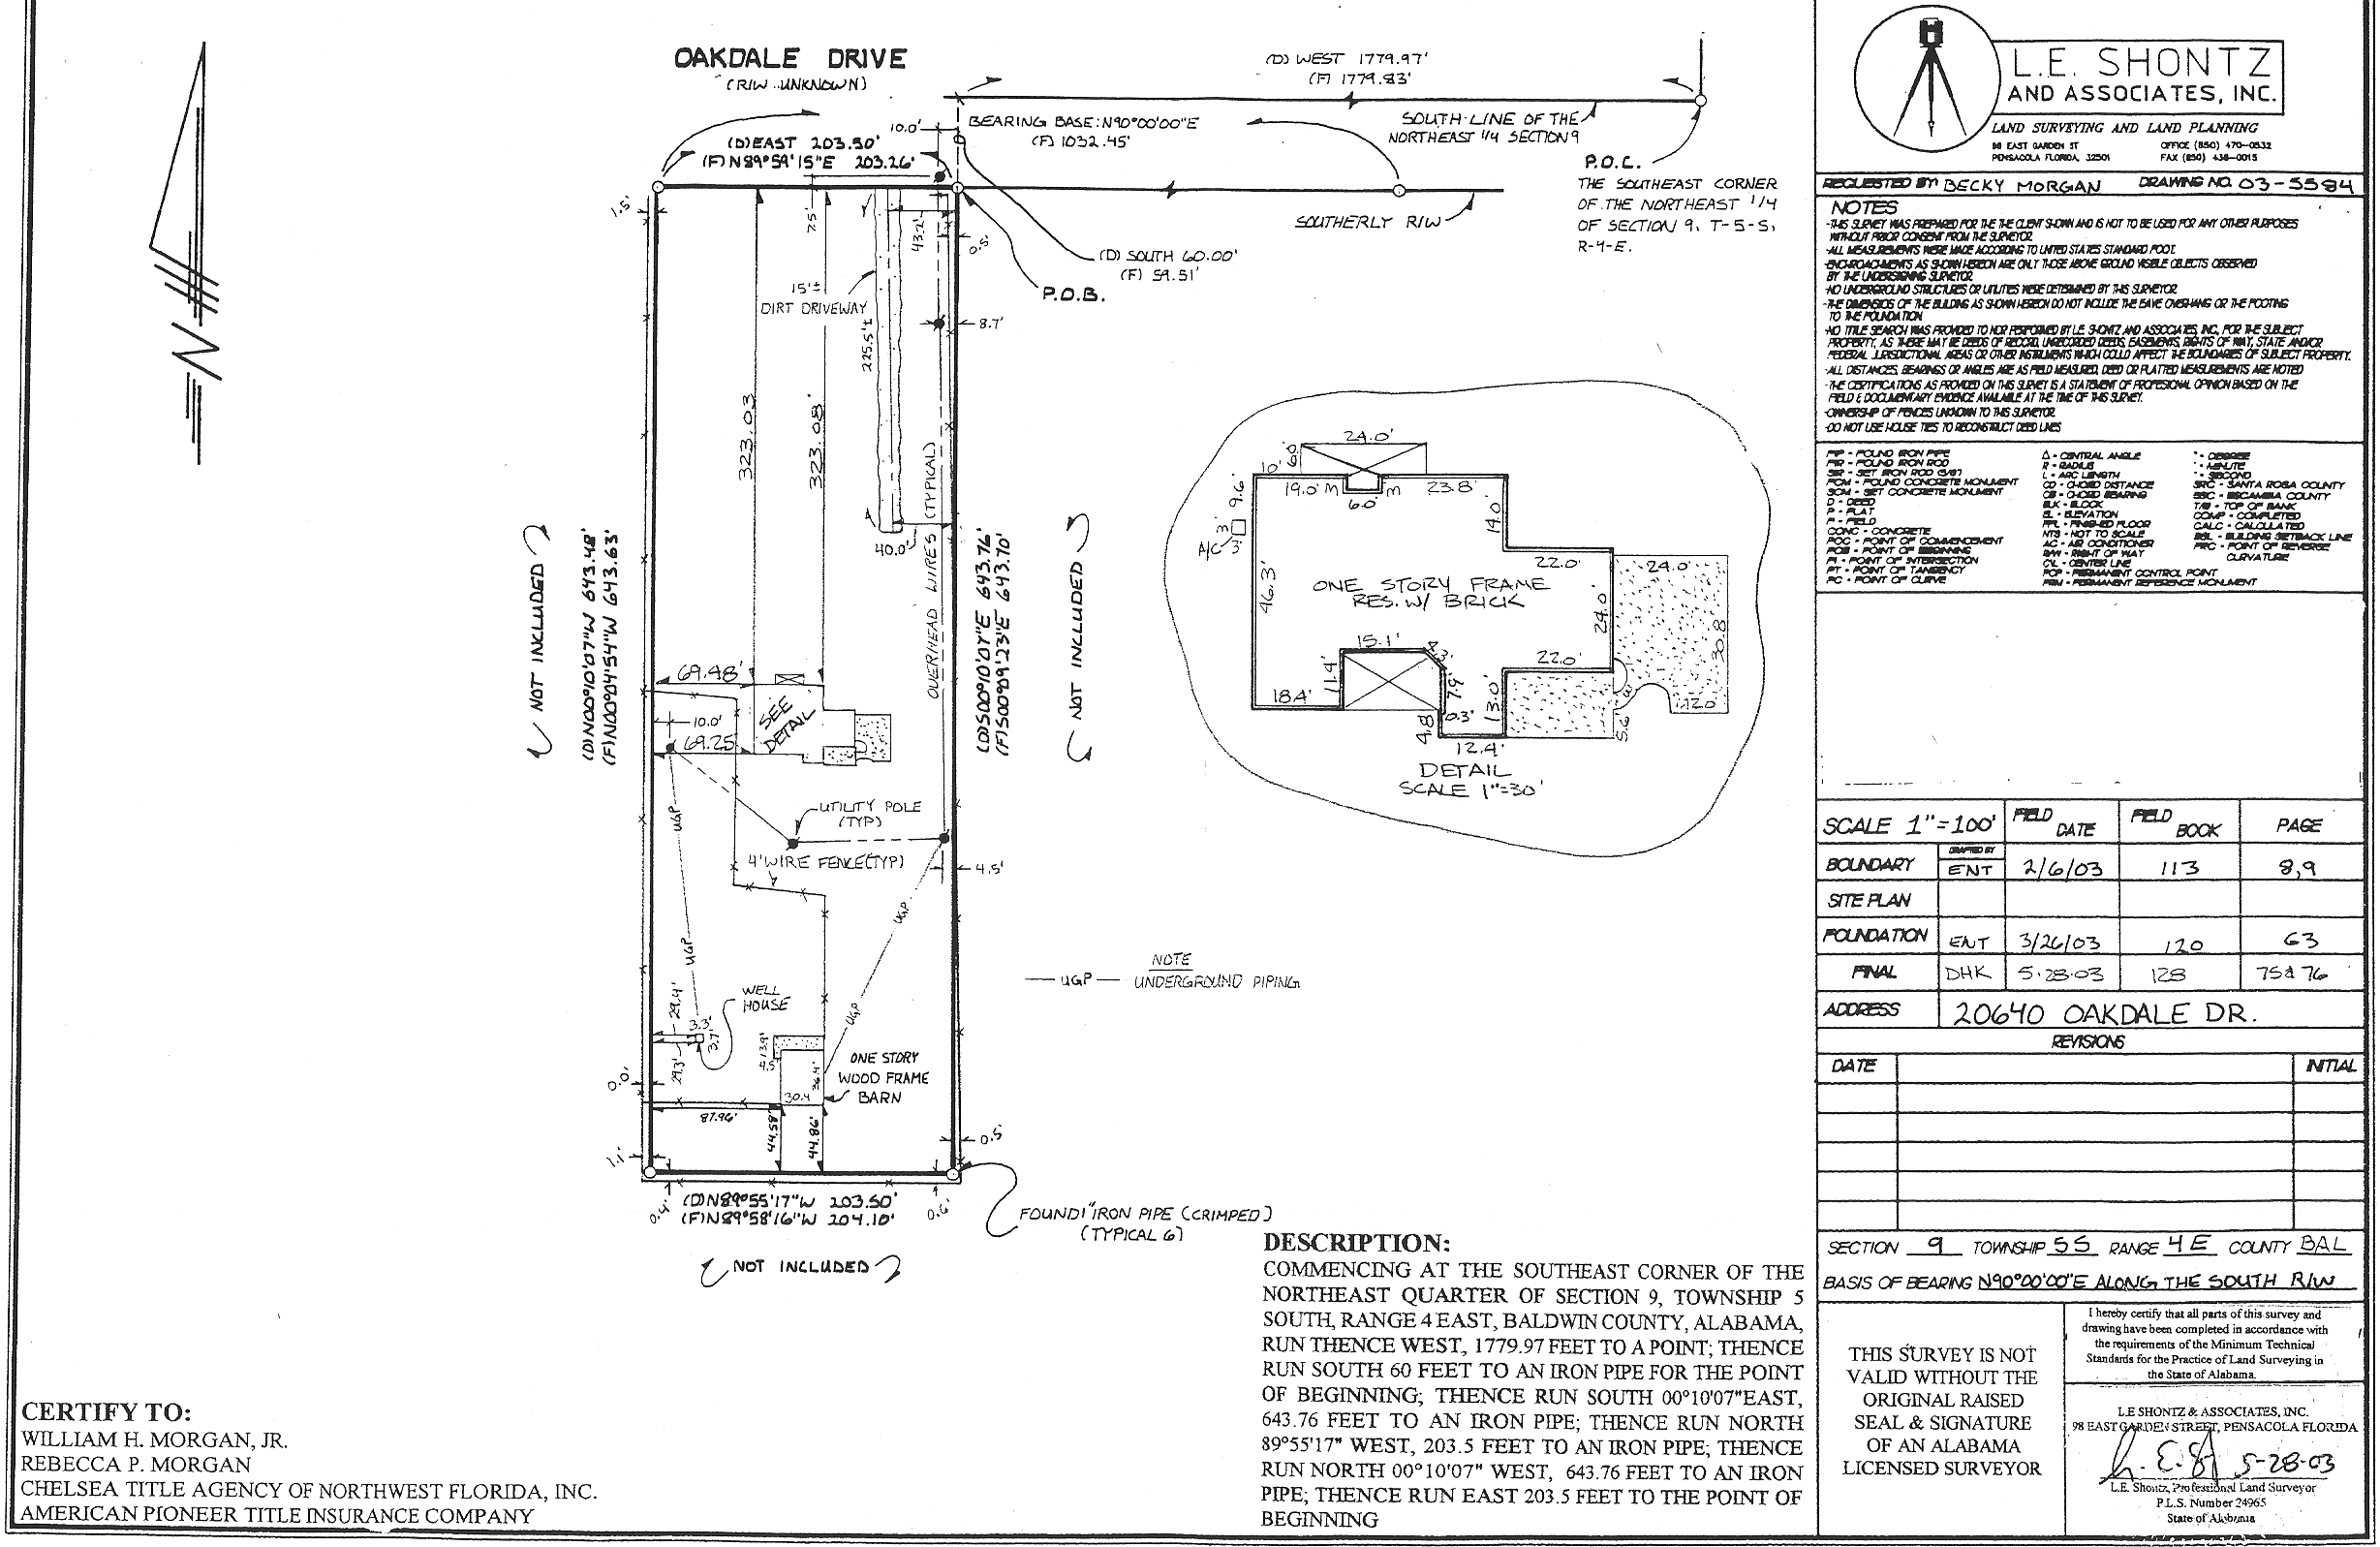 OAKDALE DRIVE
(R/W UNKNOWN)
(D) EAST 203.50'
(F) N89°59'15"E 203.26'
10.0'
BEARING BASE: N90°00'00"E
(F) 1032.45'
(D) WEST 1779.97'
(F) 1779.83'
SOUTH LINE OF THE
NORTHEAST 1/4 SECTION 9
P.O.C.
THE SOUTHEAST CORNER
OF THE NORTHEAST 1/4
OF SECTION 9, T-5-S,
R-4-E.
SOUTHERLY R/W
(D) SOUTH 60.00'
(F) 59.51'
P.O.B.
1.5'
7.5'
43.2'
0.5'
15'±
DIRT DRIVEWAY
225.5'±
8.7'
323.03
323.08'
40.0'
OVERHEAD WIRES (TYPICAL)
NOT INCLUDED
(D)N00°10'07"W 643.48'
(F)N00°04'54"W 643.63'
(D)S00°10'07"E 643.76'
(F)S00°09'23"E 643.70'
NOT INCLUDED
69.48'
SEE
DETAIL
10.0'
69.25'
UTILITY POLE
(TYP)
4' WIRE FENCE(TYP)
4.5'
UGP
UGP
UGP
UGP
WELL
HOUSE
29.4'
3.3'
3.7'
29.3'
13.9'
4.5'
36.4'
30.4
ONE STORY
WOOD FRAME
BARN
0.0'
87.96'
44.58'
44.86'
0.5'
1.1'
0.4'
0.6'
(D)N89°55'17"W 203.50'
(F)N89°58'16"W 204.10'
NOT INCLUDED
FOUND 1" IRON PIPE (CRIMPED)
(TYPICAL 6)
NOTE
— UGP — UNDERGROUND PIPING
24.0'
6.0
10'
19.0' M
6.0'
M 23.8'
9.6'
3'
A/C 3'
14.0'
22.0'
24.0'
46.3'
ONE STORY FRAME
RES. W/ BRICK
24.0
30.8
15.1'
4.3'
22.0'
11.4'
7.9'
18.4'
13.0'
4.8
0.3'
12.4'
5.6'
12.0'
DETAIL
SCALE 1"=30'
DESCRIPTION:
COMMENCING AT THE SOUTHEAST CORNER OF THE
NORTHEAST QUARTER OF SECTION 9, TOWNSHIP 5
SOUTH, RANGE 4 EAST, BALDWIN COUNTY, ALABAMA,
RUN THENCE WEST, 1779.97 FEET TO A POINT; THENCE
RUN SOUTH 60 FEET TO AN IRON PIPE FOR THE POINT
OF BEGINNING; THENCE RUN SOUTH 00°10'07"EAST,
643.76 FEET TO AN IRON PIPE; THENCE RUN NORTH
89°55'17" WEST, 203.5 FEET TO AN IRON PIPE; THENCE
RUN NORTH 00°10'07" WEST, 643.76 FEET TO AN IRON
PIPE; THENCE RUN EAST 203.5 FEET TO THE POINT OF
BEGINNING
CERTIFY TO:
WILLIAM H. MORGAN, JR.
REBECCA P. MORGAN
CHELSEA TITLE AGENCY OF NORTHWEST FLORIDA, INC.
AMERICAN PIONEER TITLE INSURANCE COMPANY
L.E. SHONTZ
AND ASSOCIATES, INC.
LAND SURVEYING AND LAND PLANNING
98 EAST GARDEN ST OFFICE (850) 470-0532
PENSACOLA FLORIDA, 32501 FAX (850) 438-0015
REQUESTED BY: BECKY MORGAN DRAWING NO. 03-5584
NOTES
-THIS SURVEY WAS PREPARED FOR THE THE CLIENT SHOWN AND IS NOT TO BE USED FOR ANY OTHER PURPOSES
WITHOUT PRIOR CONSENT FROM THE SURVEYOR
-ALL MEASUREMENTS WERE MADE ACCORDING TO UNITED STATES STANDARD FOOT.
-ENCROACHMENTS AS SHOWN HEREON ARE ONLY THOSE ABOVE GROUND VISIBLE OBJECTS OBSERVED
BY THE UNDERSIGNING SURVEYOR
-NO UNDERGROUND STRUCTURES OR UTILITIES WERE DETERMINED BY THIS SURVEYOR
-THE DIMENSIONS OF THE BUILDING AS SHOWN HEREON DO NOT INCLUDE THE EAVE OVERHANG OR THE FOOTING
TO THE FOUNDATION
-NO TITLE SEARCH WAS PROVIDED TO NOR PERFORMED BY L.E. SHONTZ AND ASSOCIATES, INC. FOR THE SUBJECT
PROPERTY, AS THERE MAY BE DEEDS OF RECORD, UNRECORDED DEEDS, EASEMENTS, RIGHTS OF WAY, STATE AND/OR
FEDERAL JURISDICTIONAL AREAS OR OTHER INSTRUMENTS WHICH COULD AFFECT THE BOUNDARIES OF SUBJECT PROPERTY.
-ALL DISTANCES, BEARINGS OR ANGLES ARE AS FIELD MEASURED, DEED OR PLATTED MEASUREMENTS ARE NOTED
-THE CERTIFICATIONS AS PROVIDED ON THIS SURVEY IS A STATEMENT OF PROFESIONAL OPINION BASED ON THE
FIELD & DOCUMENTARY EVIDENCE AVAILABLE AT THE TIME OF THIS SURVEY.
-OWNERSHIP OF FENCES UNKNOWN TO THIS SURVEYOR
-DO NOT USE HOUSE TIES TO RECONSTRUCT DEED LINES
FIP - FOUND IRON PIPE
FIR - FOUND IRON ROD
SIR - SET IRON ROD
FCM - FOUND CONCRETE MONUMENT
SCM - SET CONCRETE MONUMENT
D - DEED
P - PLAT
F - FIELD
CONC - CONCRETE
POC - POINT OF COMMENCEMENT
POB - POINT OF BEGINNING
PI - POINT OF INTERSECTION
PT - POINT OF TANGENCY
PC - POINT OF CURVE
Δ - CENTRAL ANGLE
R - RADIUS
L - ARC LENGTH
CD - CHORD DISTANCE
CB - CHORD BEARING
BLK - BLOCK
EL - ELEVATION
FFL - FINISHED FLOOR
NTS - NOT TO SCALE
AC - AIR CONDITIONER
R/W - RIGHT OF WAY
C/L - CENTER LINE
PCP - PERMANENT CONTROL POINT
PRM - PERMANENT REFERENCE MONUMENT
° - DEGREE
' - MINUTE
" - SECOND
SRC - SANTA ROSA COUNTY
ESC - ESCAMBIA COUNTY
T/B - TOP OF BANK
COMP - COMPLETED
CALC - CALCULATED
BSL - BUILDING SETBACK LINE
PRC - POINT OF REVERSE
CURVATURE
SCALE 1"=100' FIELD DATE FIELD BOOK PAGE
DRAFTED BY
BOUNDARY ENT 2/6/03 113 8,9
SITE PLAN
FOUNDATION ENT 3/26/03 120 63
FINAL DHK 5-28-03 128 75&76
ADDRESS 20640 OAKDALE DR.
REVISIONS
DATE INITIAL
SECTION 9 TOWNSHIP 5S RANGE 4E COUNTY BAL
BASIS OF BEARING N90°00'00"E ALONG THE SOUTH R/W
THIS SURVEY IS NOT
VALID WITHOUT THE
ORIGINAL RAISED
SEAL & SIGNATURE
OF AN ALABAMA
LICENSED SURVEYOR
I hereby certify that all parts of this survey and
drawing have been completed in accordance with
the requirements of the Minimum Technical
Standards for the Practice of Land Surveying in
the State of Alabama.
L.E SHONTZ & ASSOCIATES, INC.
98 EAST GARDEN STREET, PENSACOLA FLORIDA
5-28-03
L.E. Shontz, Professional Land Surveyor
P.L.S. Number 24965
State of Alabama